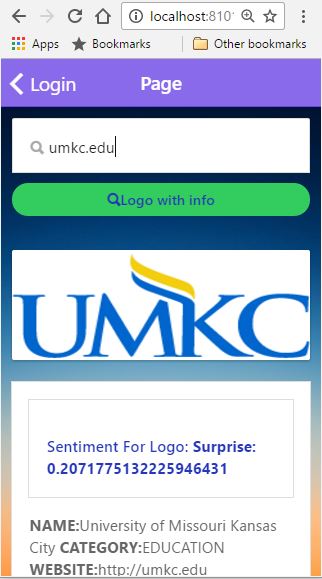 localhost:810
Apps Bookmarks Other bookmarks
Login Page
umkc.edu
Logo with info
UMKC
Sentiment For Logo: Surprise:
0.2071775132225946431
NAME:University of Missouri Kansas
City CATEGORY:EDUCATION
WEBSITE:http://umkc.edu